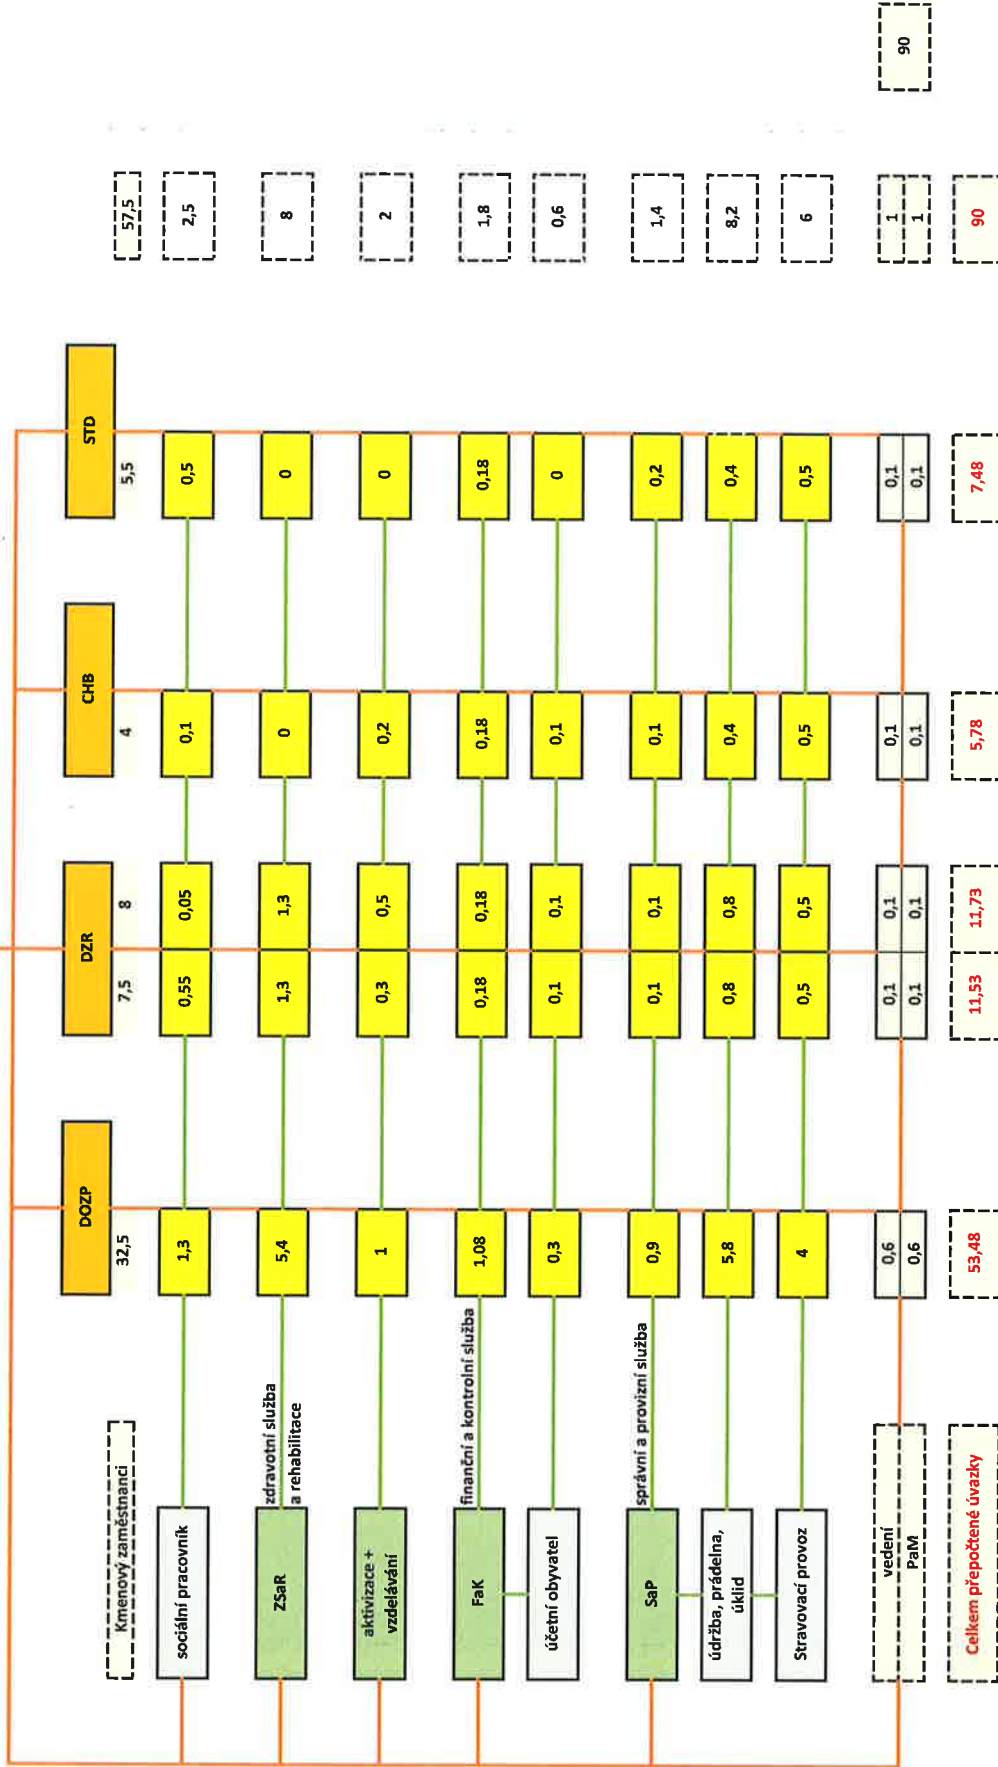 DOZP DZR CHB STD
Kmenový zaměstnanci 32,5 7,5 8 4 5,5 57,5
sociální pracovník 1,3 0,55 0,05 0,1 0,5 2,5
zdravotní služba
ZSaR 5,4 1,3 1,3 0 0 8
a rehabilitace
aktivizace +
vzdelávání 1 0,3 0,5 0,2 0 2
finanční a kontrolní služba
FaK 1,08 0,18 0,18 0,18 0,18 1,8
účetní obyvatel 0,3 0,1 0,1 0,1 0 0,6
správní a provizní služba
SaP 0,9 0,1 0,1 0,1 0,2 1,4
údržba, prádelna,
úklid 5,8 0,8 0,8 0,4 0,4 8,2
Stravovací provoz 4 0,5 0,5 0,5 0,5 6
vedení 0,6 0,1 0,1 0,1 0,1 1
PaM 0,6 0,1 0,1 0,1 0,1 1
90
Celkem přepočtené úvazky 53,48 11,53 11,73 5,78 7,48 90